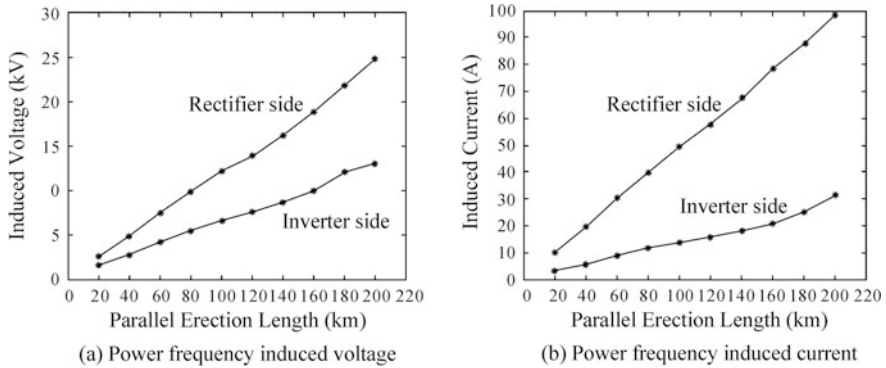 30
25
20
15
0
5
0
Induced Voltage (kV)
Rectifier side
Inverter side
0 20 40 60 80 100 120 140 160 180 200 220
Parallel Erection Length (km)
(a) Power frequency induced voltage
100
90
80
70
60
50
40
30
20
10
0
Induced Current (A)
Rectifier side
Inverter side
0 20 40 60 80 100 120 140 160 180 200 220
Parallel Erection Length (km)
(b) Power frequency induced current